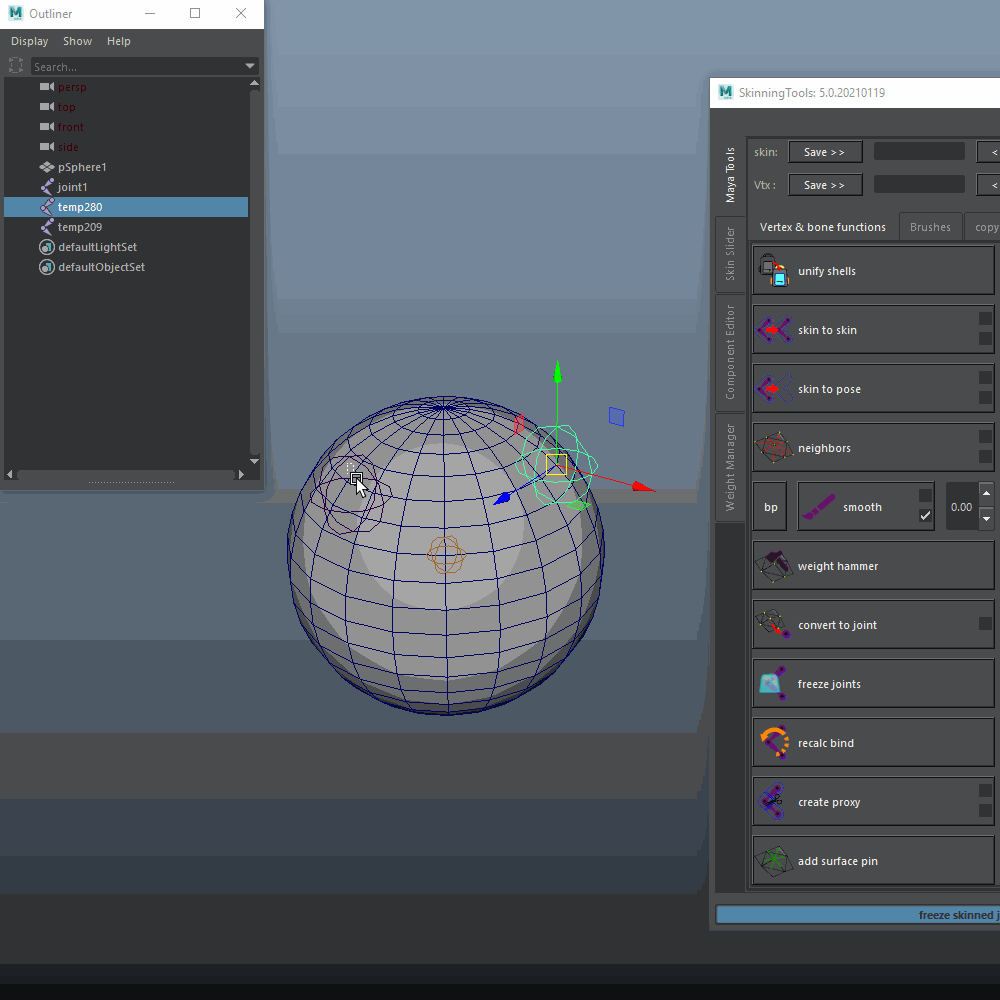 Outliner
Display Show Help
Search...
persp
top
front
side
pSphere1
joint1
temp280
temp209
defaultLightSet
defaultObjectSet
SkinningTools: 5.0.20210119
Maya Tools
Skin Slider
Component Editor
Weight Manager
skin: Save >> <
Vtx : Save >> <
Vertex & bone functions Brushes copy
unify shells
skin to skin
skin to pose
neighbors
bp smooth 0.00
weight hammer
convert to joint
freeze joints
recalc bind
create proxy
add surface pin
freeze skinned j